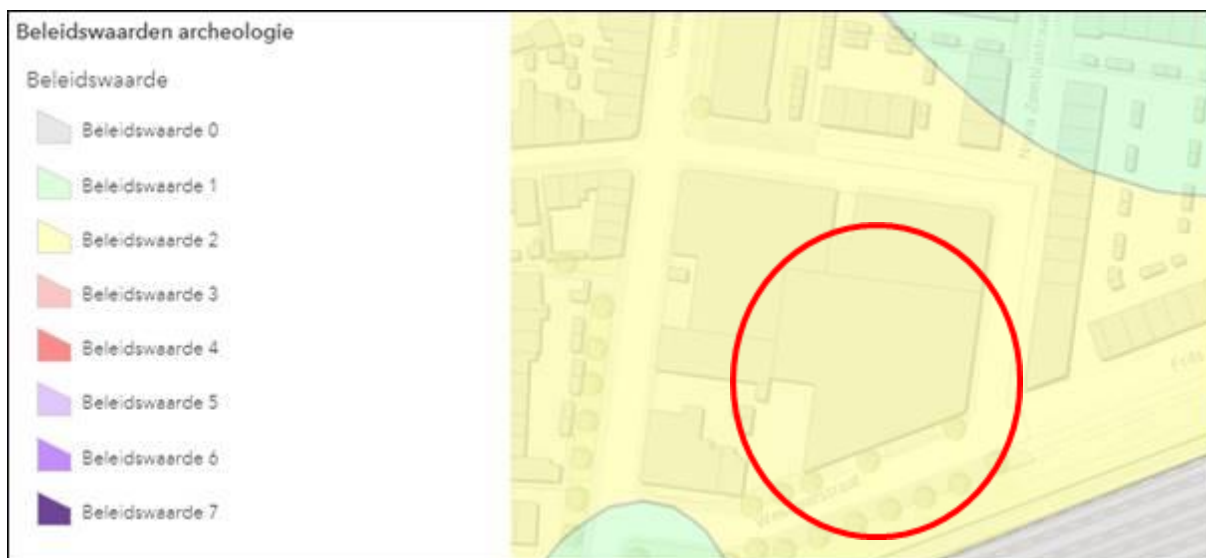 Beleidswaarden archeologie
Beleidswaarde
Beleidswaarde 0
Beleidswaarde 1
Beleidswaarde 2
Beleidswaarde 3
Beleidswaarde 4
Beleidswaarde 5
Beleidswaarde 6
Beleidswaarde 7